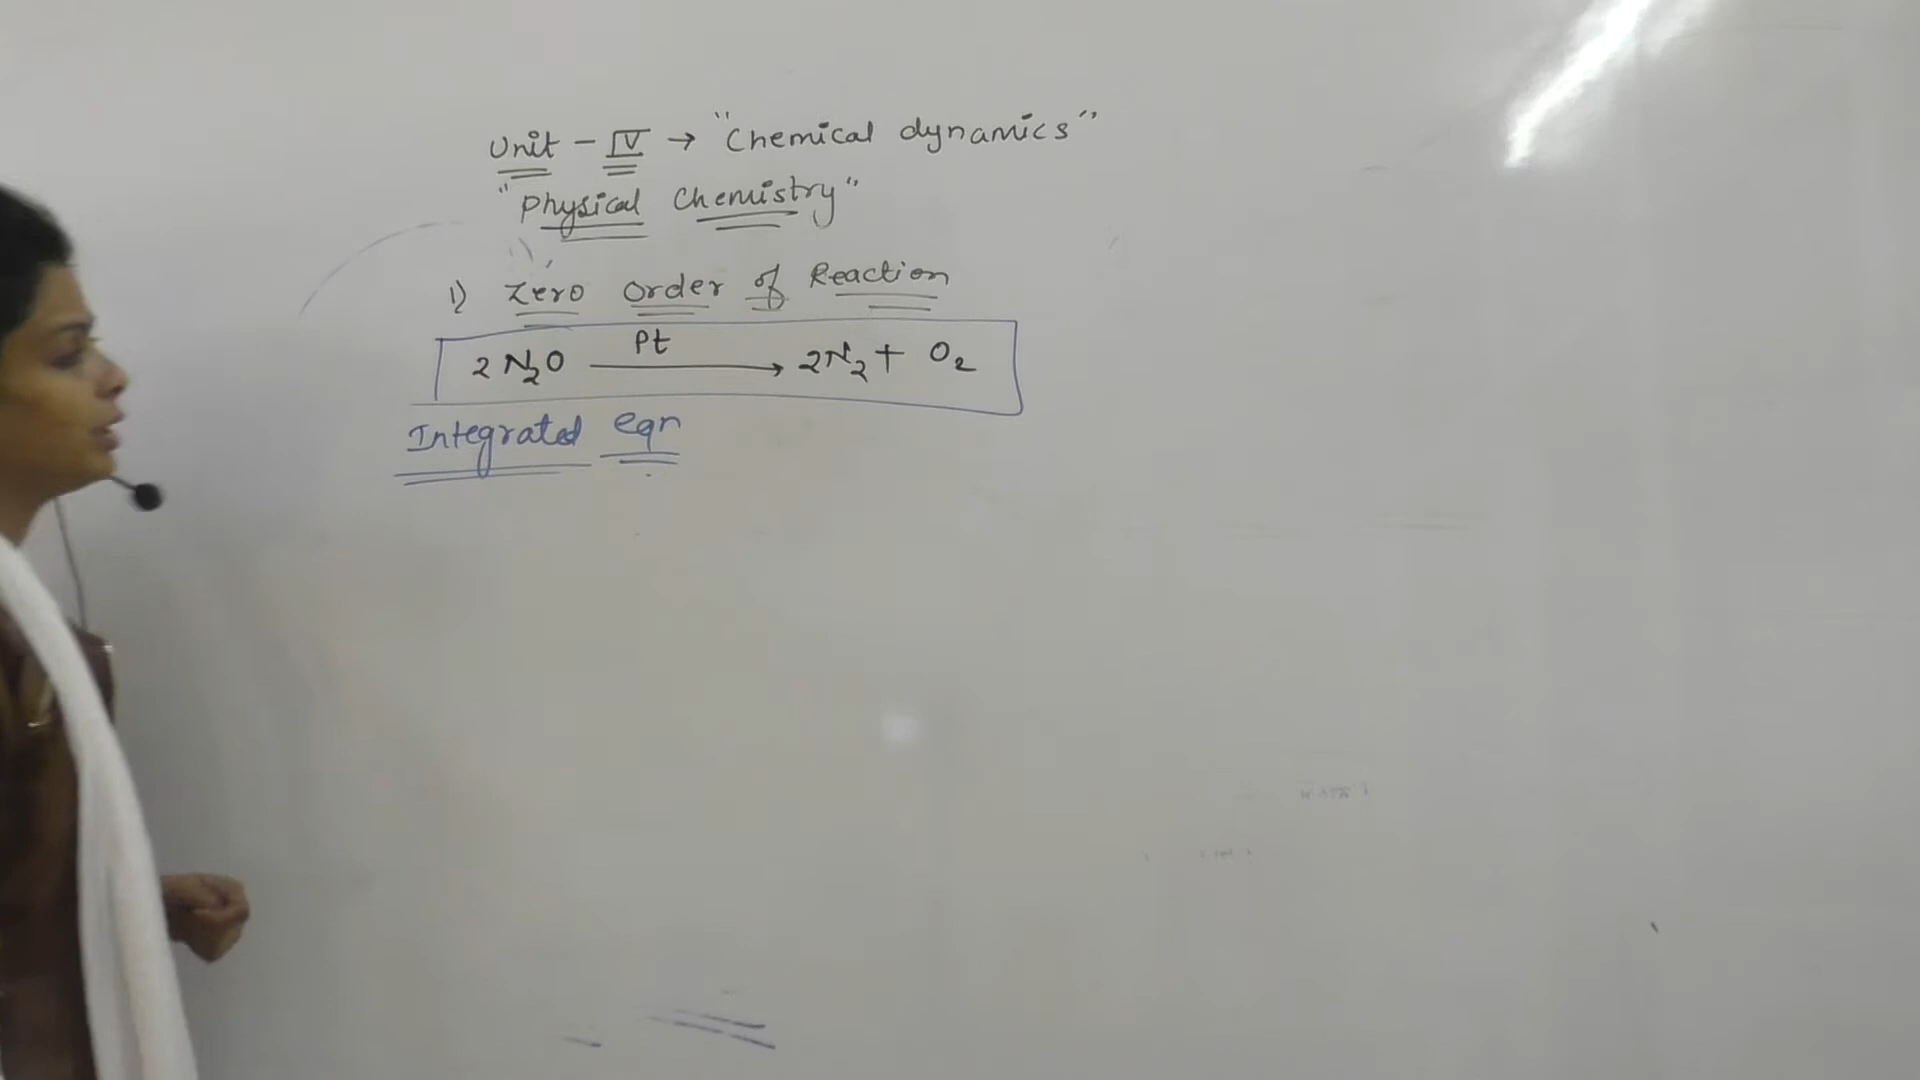 Unit - IV → "Chemical dynamics"
"Physical Chemistry"
1) Zero Order of Reaction
2 N₂O Pt → 2N₂ + O₂
Integrated eqn